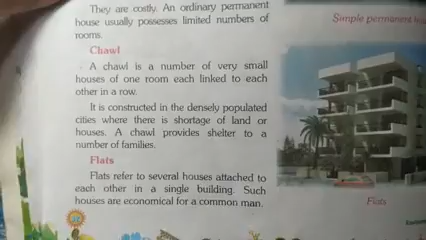 They are costly. An ordinary permanent
house usually possesses limited numbers of
rooms.
Simple permanent
Chawl
A chawl is a number of very small
houses of one room each linked to each
other in a row.
It is constructed in the densely populated
cities where there is shortage of land or
houses. A chawl provides shelter to a
number of families.
Flats
Flats refer to several houses attached to
each other in a single building. Such
houses are economical for a common man.
Flats